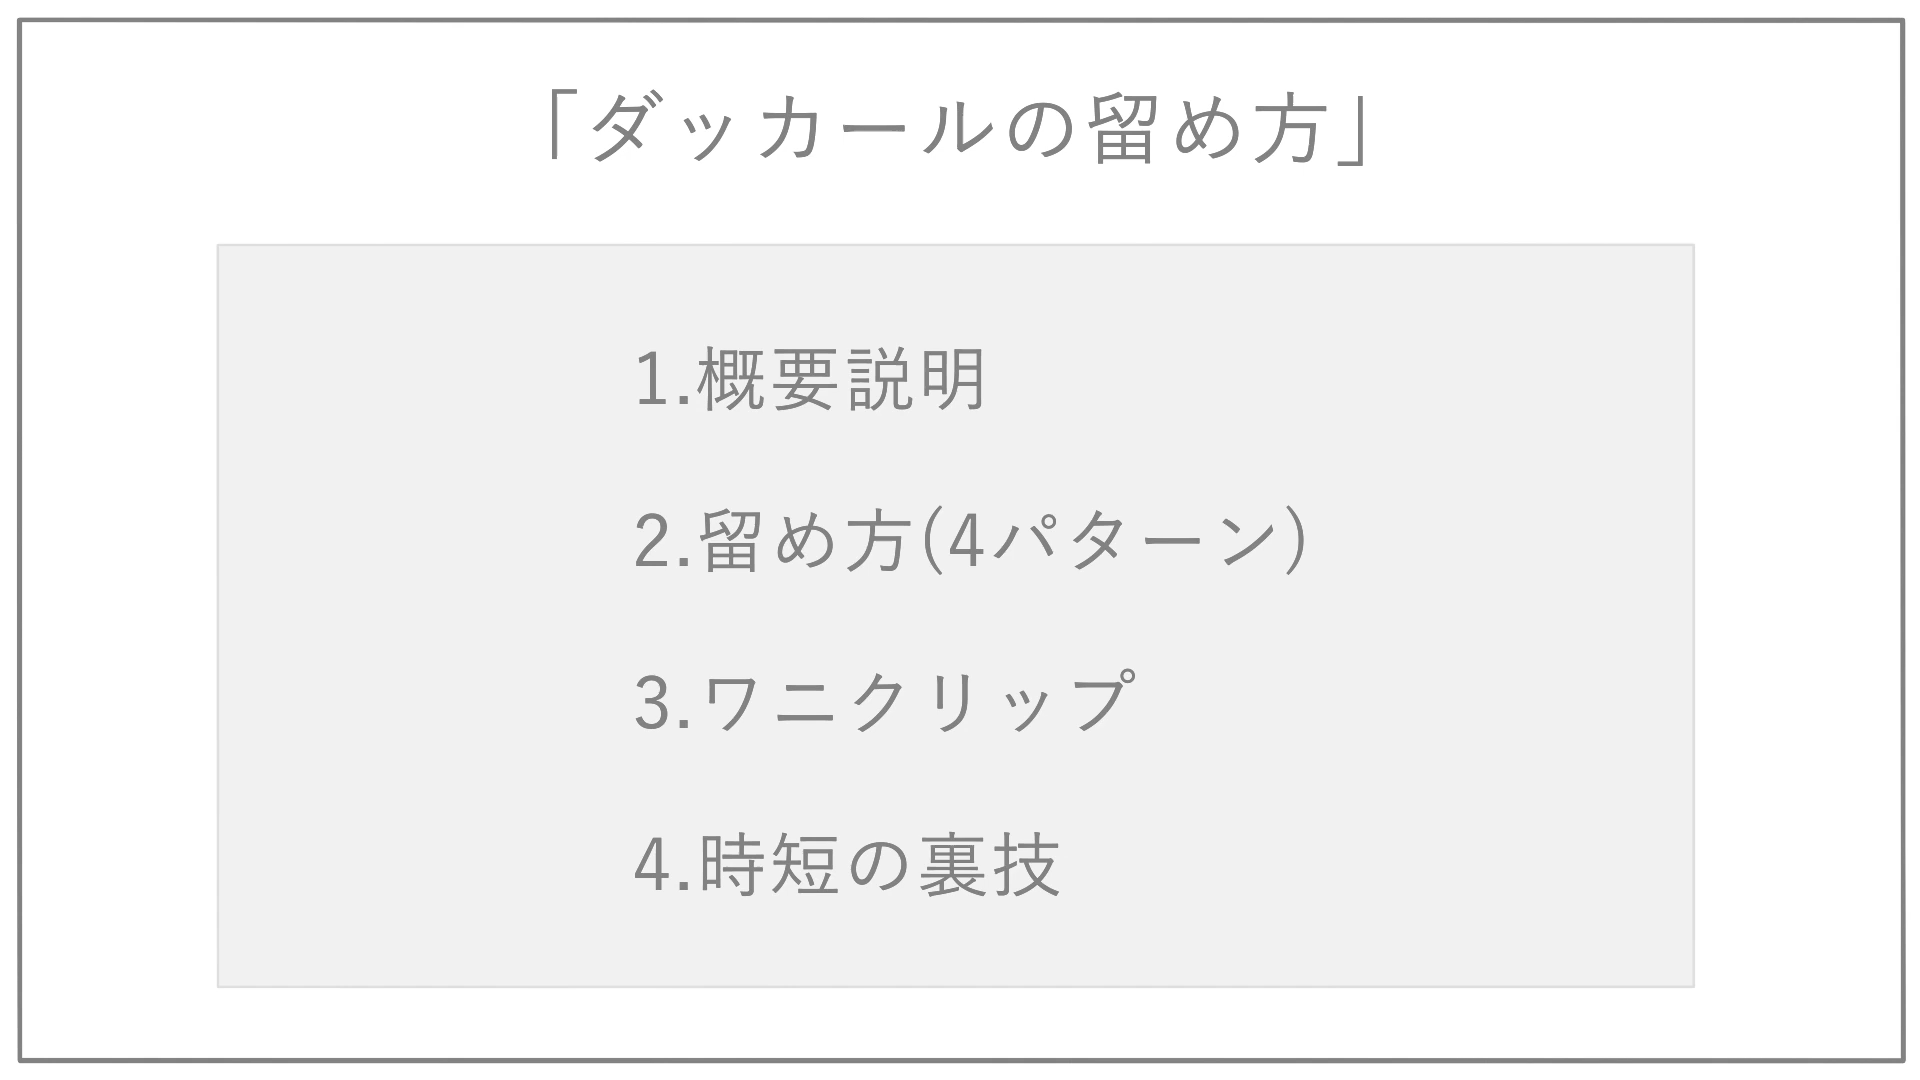 「ダッカールの留め方」
1.概要説明
2.留め方(4パターン)
3.ワニクリップ
4.時短の裏技